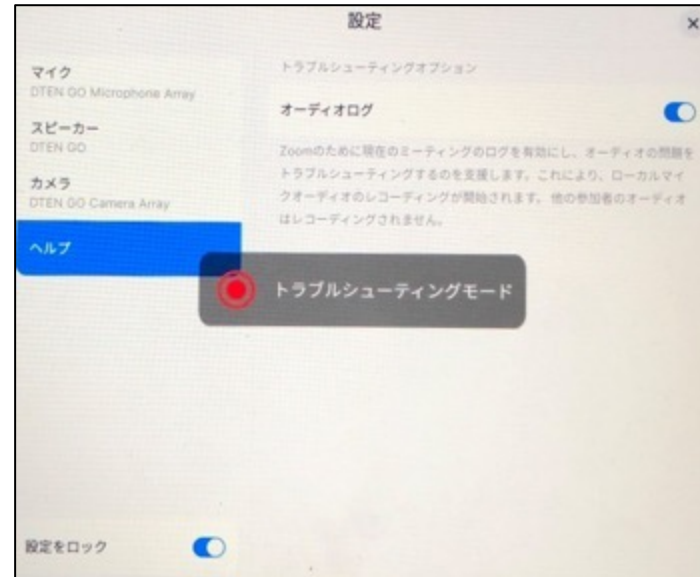 設定
×
マイク
DTEN GO Microphone Array
スピーカー
DTEN GO
カメラ
DTEN GO Camera Array
ヘルプ
設定をロック
トラブルシューティングオプション
オーディオログ
Zoomのために現在のミーティングのログを有効にし、オーディオの問題を
トラブルシューティングするのを支援します。これにより、ローカルマイ
クオーディオのレコーディングが開始されます。他の参加者のオーディオ
はレコーディングされません。
トラブルシューティングモード